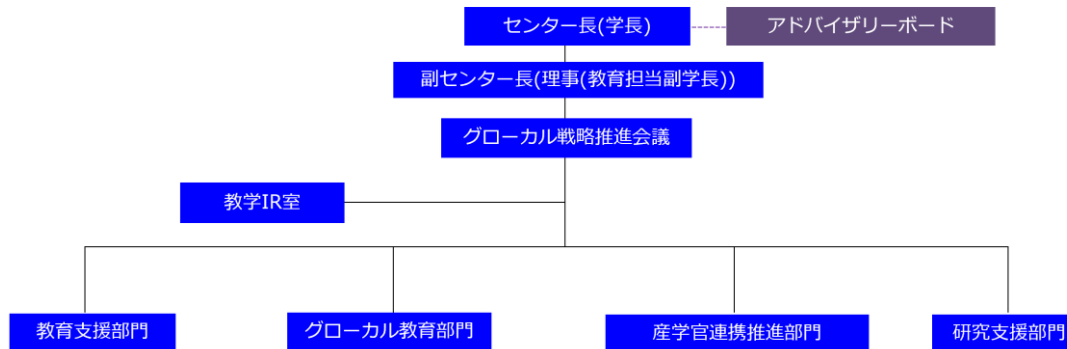 センター長(学長)
アドバイザリーボード
副センター長(理事(教育担当副学長))
グローカル戦略推進会議
教学IR室
教育支援部門
グローカル教育部門
産学官連携推進部門
研究支援部門